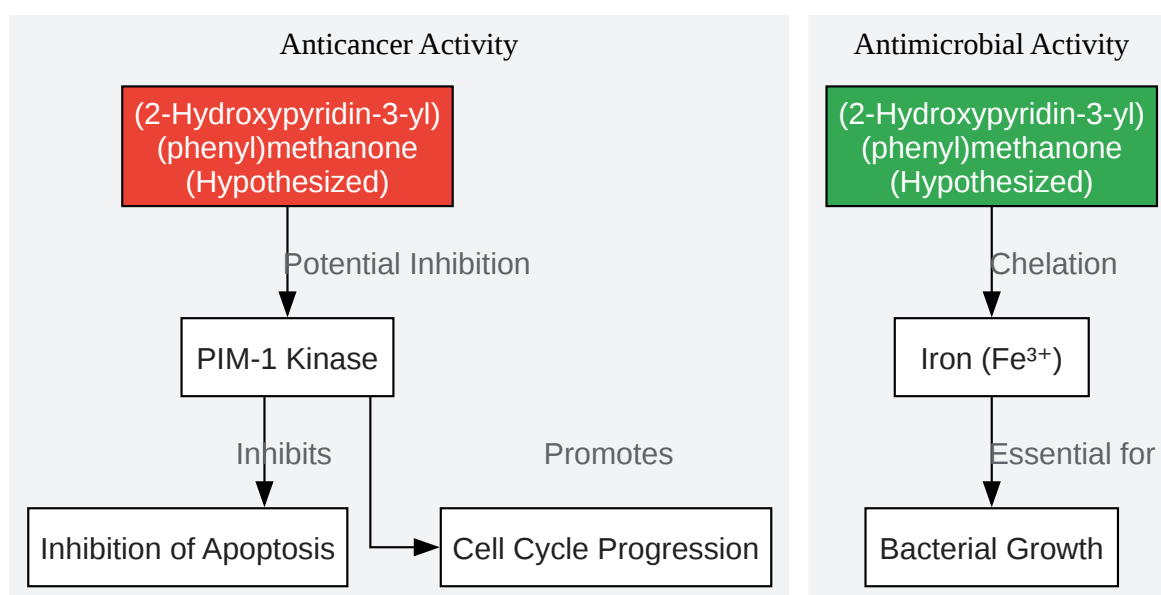 Anticancer Activity
(2-Hydroxypyridin-3-yl)
(phenyl)methanone
(Hypothesized)
Potential Inhibition
PIM-1 Kinase
Inhibits
Promotes
Inhibition of Apoptosis
Cell Cycle Progression
Antimicrobial Activity
(2-Hydroxypyridin-3-yl)
(phenyl)methanone
(Hypothesized)
Chelation
Iron (Fe³⁺)
Essential for
Bacterial Growth